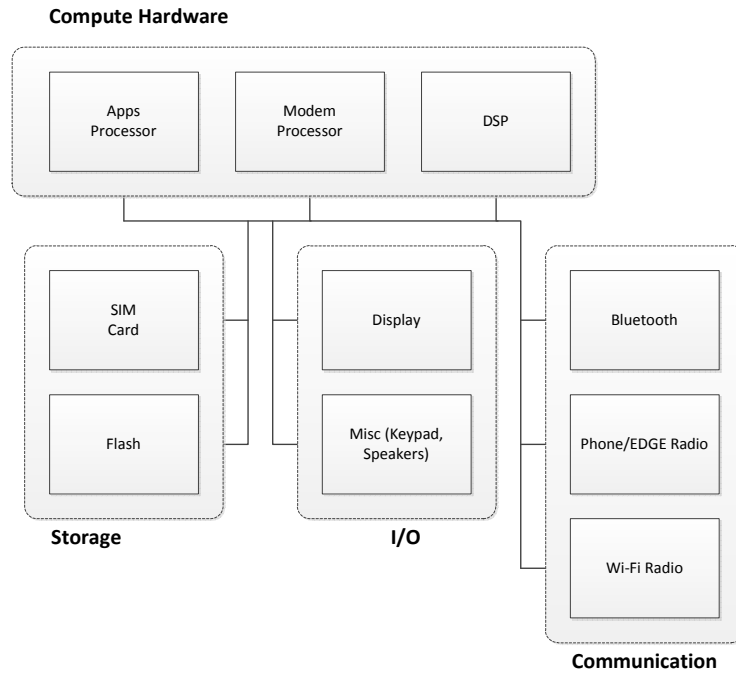 Compute Hardware
Apps
Processor
Modem
Processor
DSP
SIM
Card
Flash
Storage
Display
Misc (Keypad,
Speakers)
I/O
Bluetooth
Phone/EDGE Radio
Wi-Fi Radio
Communication